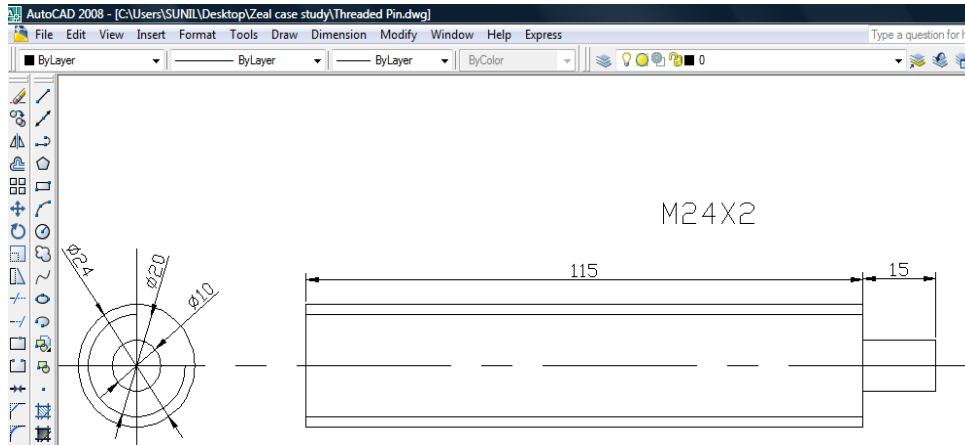 AutoCAD 2008 - [C:\Users\SUNIL\Desktop\Zeal case study\Threaded Pin.dwg]
File Edit View Insert Format Tools Draw Dimension Modify Window Help Express
Type a question for h
ByLayer ByLayer ByLayer ByColor 0
M24X2
ø24
ø20
ø10
115
15